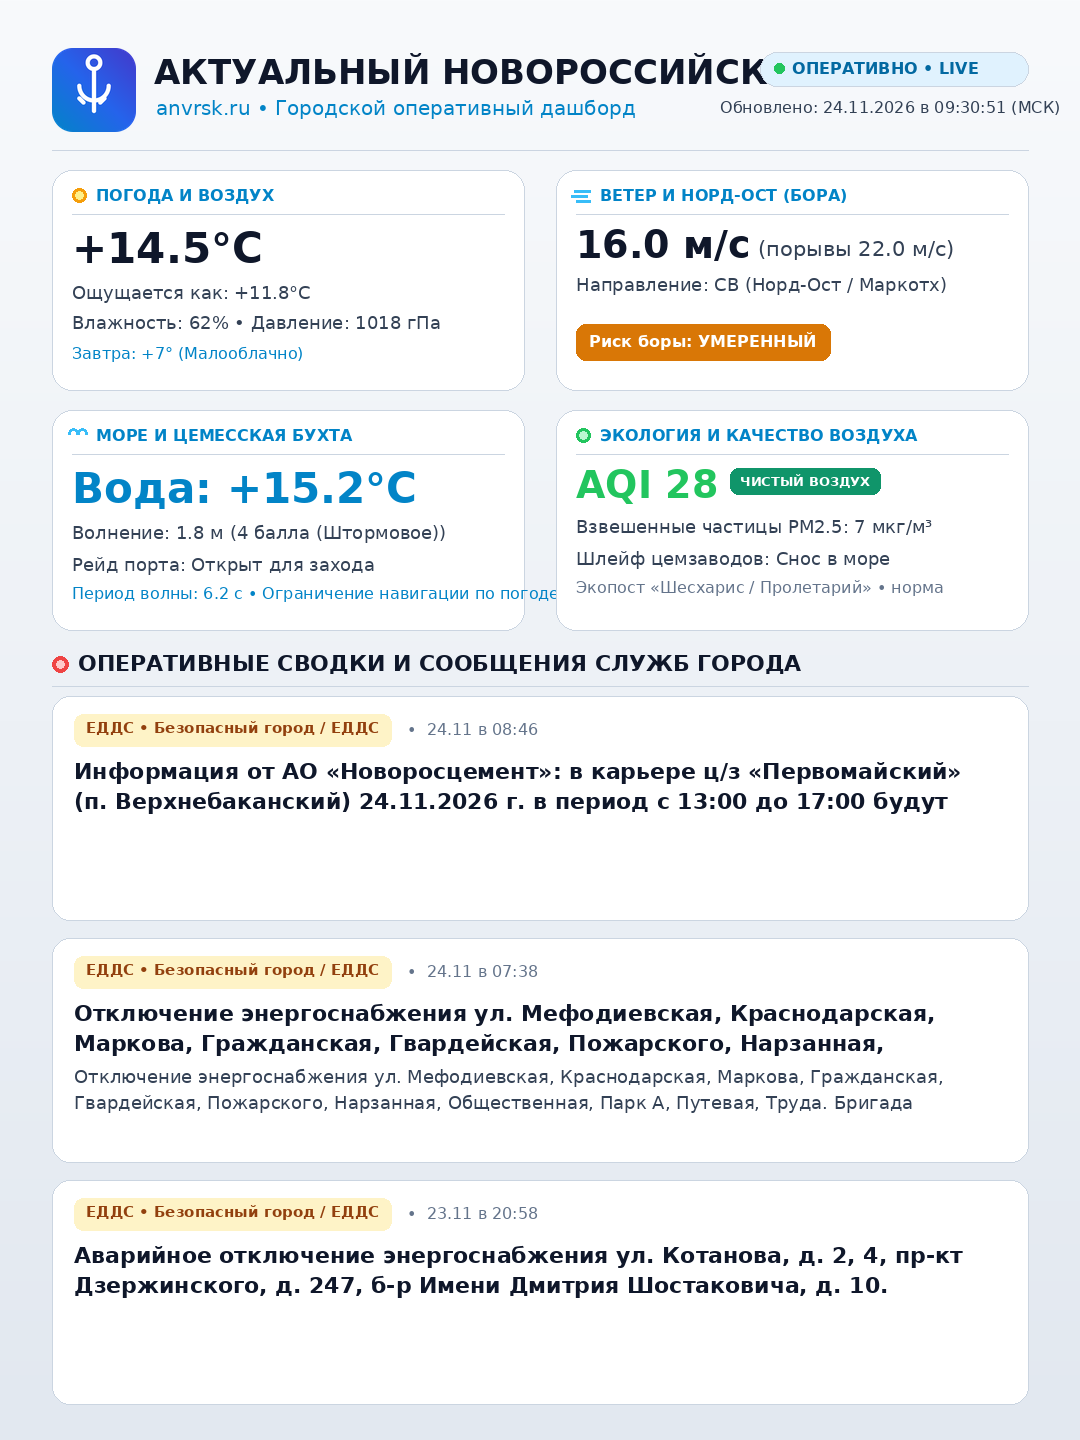 АКТУАЛЬНЫЙ НОВОРОССИЙСК
ОПЕРАТИВНО • LIVE
anvrsk.ru • Городской оперативный дашборд
Обновлено: 24.11.2026 в 09:30:51 (МСК)
ПОГОДА И ВОЗДУХ
+14.5°C
Ощущается как: +11.8°C
Влажность: 62% • Давление: 1018 гПа
Завтра: +7° (Малооблачно)
ВЕТЕР И НОРД-ОСТ (БОРА)
16.0 м/с (порывы 22.0 м/с)
Направление: СВ (Норд-Ост / Маркотх)
Риск боры: УМЕРЕННЫЙ
МОРЕ И ЦЕМЕССКАЯ БУХТА
Вода: +15.2°C
Волнение: 1.8 м (4 балла (Штормовое))
Рейд порта: Открыт для захода
Период волны: 6.2 с • Ограничение навигации по погоде
ЭКОЛОГИЯ И КАЧЕСТВО ВОЗДУХА
AQI 28 ЧИСТЫЙ ВОЗДУХ
Взвешенные частицы PM2.5: 7 мкг/м³
Шлейф цемзаводов: Снос в море
Экопост «Шесхарис / Пролетарий» • норма
ОПЕРАТИВНЫЕ СВОДКИ И СООБЩЕНИЯ СЛУЖБ ГОРОДА
ЕДДС • Безопасный город / ЕДДС • 24.11 в 08:46
Информация от АО «Новоросцемент»: в карьере ц/з «Первомайский»
(п. Верхнебаканский) 24.11.2026 г. в период с 13:00 до 17:00 будут
ЕДДС • Безопасный город / ЕДДС • 24.11 в 07:38
Отключение энергоснабжения ул. Мефодиевская, Краснодарская,
Маркова, Гражданская, Гвардейская, Пожарского, Нарзанная,
Отключение энергоснабжения ул. Мефодиевская, Краснодарская, Маркова, Гражданская,
Гвардейская, Пожарского, Нарзанная, Общественная, Парк А, Путевая, Труда. Бригада
ЕДДС • Безопасный город / ЕДДС • 23.11 в 20:58
Аварийное отключение энергоснабжения ул. Котанова, д. 2, 4, пр-кт
Дзержинского, д. 247, б-р Имени Дмитрия Шостаковича, д. 10.